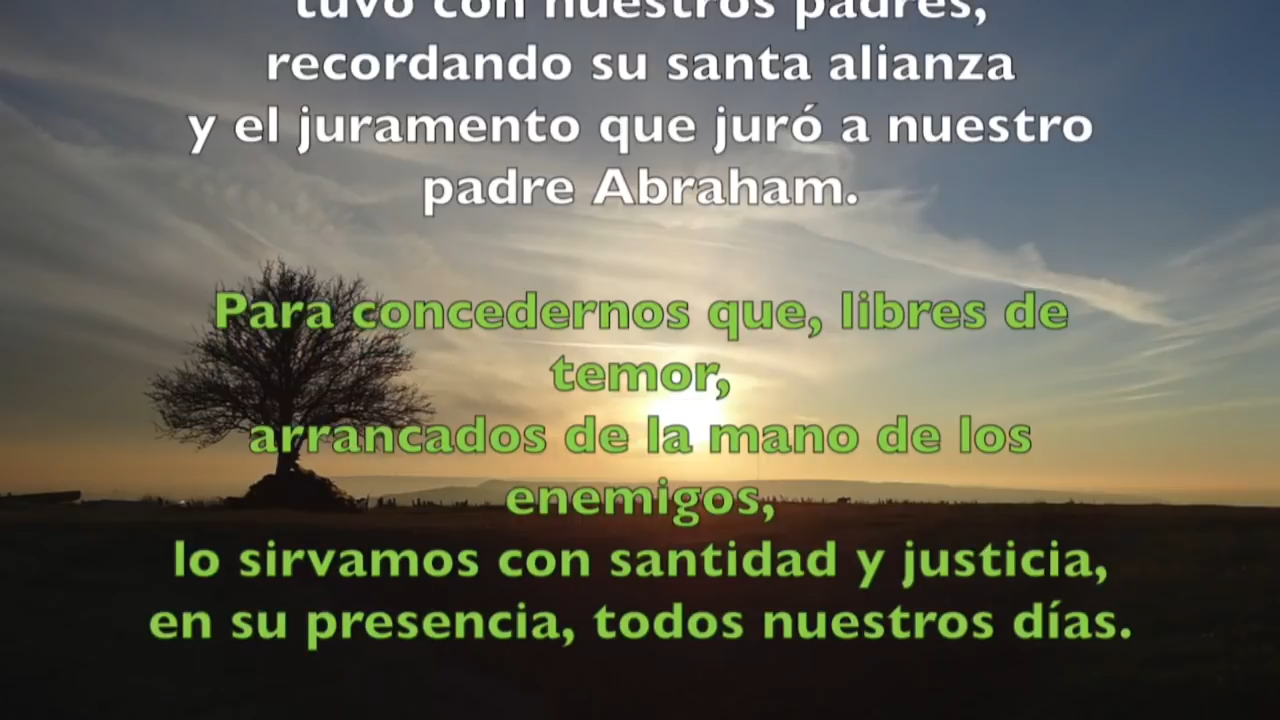 tuvo con nuestros padres,
recordando su santa alianza
y el juramento que juró a nuestro
padre Abraham.
Para concedernos que, libres de
temor,
arrancados de la mano de los
enemigos,
lo sirvamos con santidad y justicia,
en su presencia, todos nuestros días.